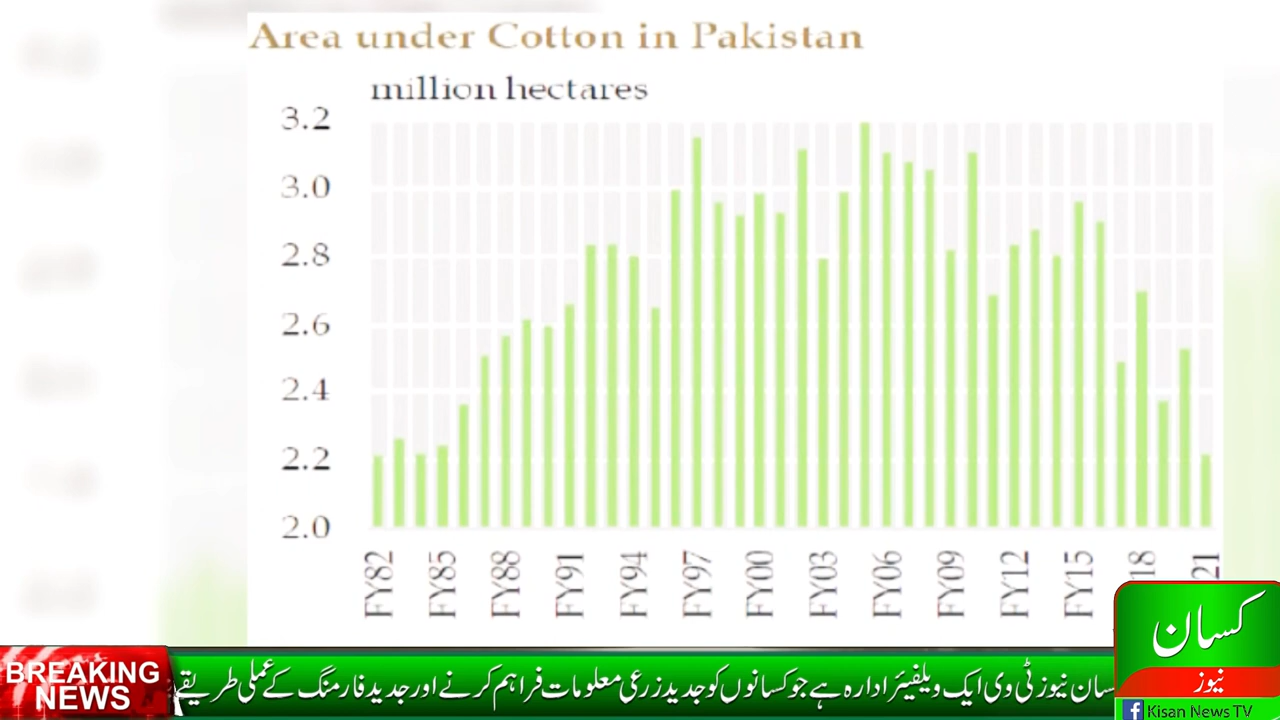 Area under Cotton in Pakistan
million hectares
3.2
3.0
2.8
2.6
2.4
2.2
2.0
FY82 FY85 FY88 FY91 FY94 FY97 FY00 FY03 FY06 FY09 FY12 FY15 18 21
BREAKING
NEWS
سان نیوز ٹی وی ایک ویلفیئر ادارہ ہے جو کسانوں کو جدید زرعی معلومات فراہم کرنے اور جدید فارمنگ کے عملی طریقے
کسان
نیوز
Kisan News TV